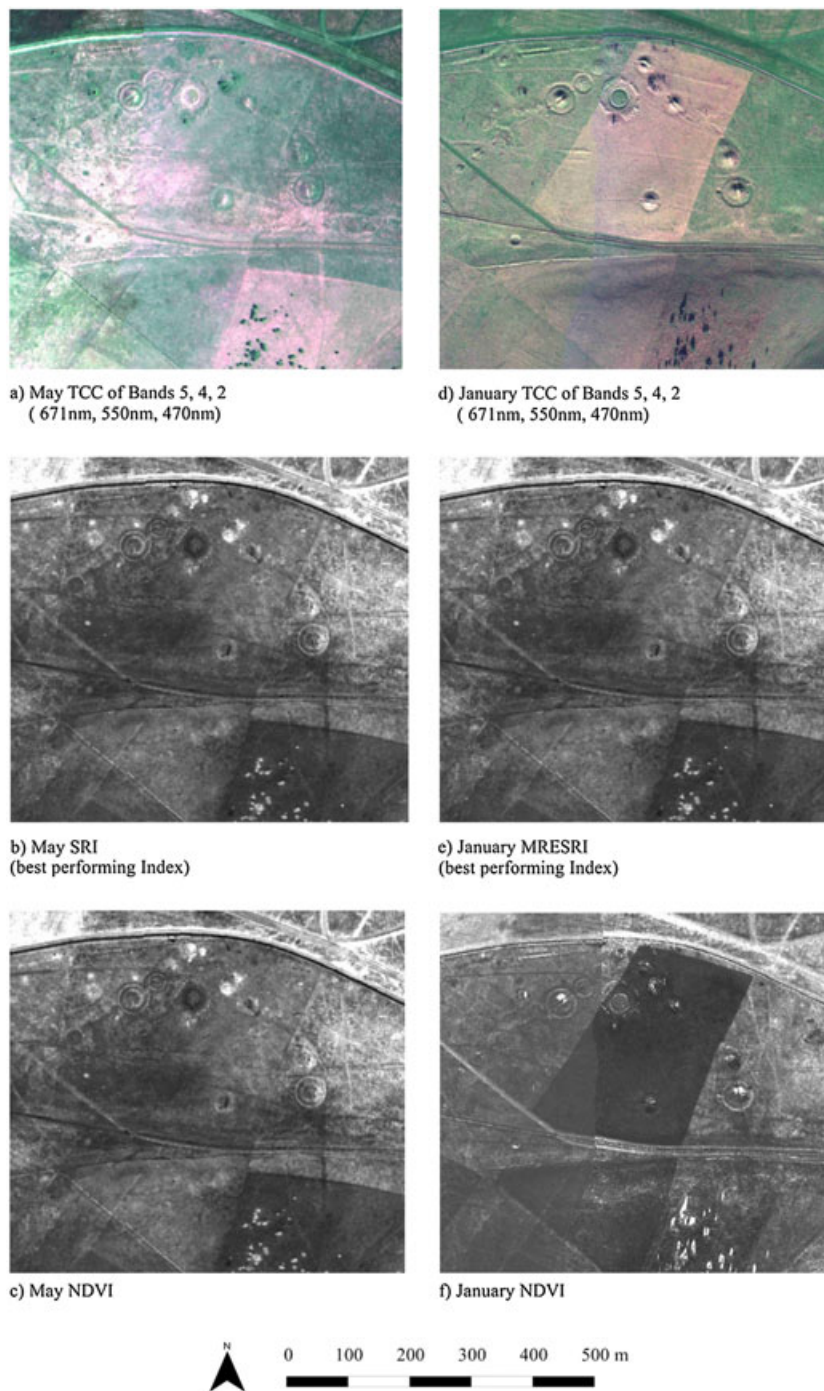 a) May TCC of Bands 5, 4, 2
( 671nm, 550nm, 470nm)
d) January TCC of Bands 5, 4, 2
( 671nm, 550nm, 470nm)
b) May SRI
(best performing Index)
e) January MRESRI
(best performing Index)
c) May NDVI
f) January NDVI
N
0 100 200 300 400 500 m